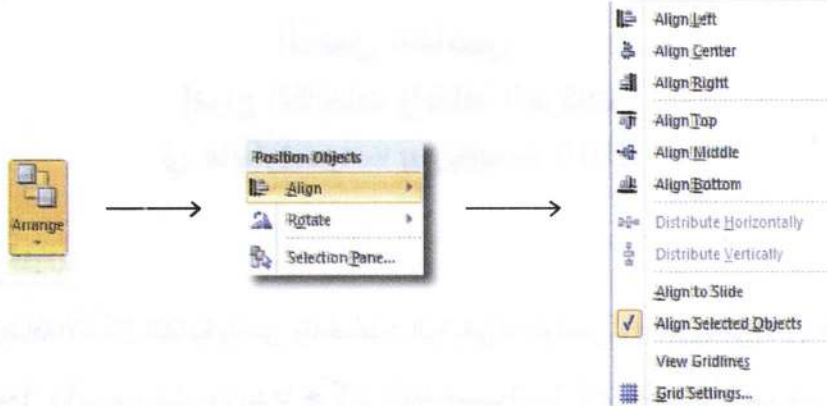 Arrange
Position Objects
Align
Rotate
Selection Pane...
Align Left
Align Center
Align Right
Align Top
Align Middle
Align Bottom
Distribute Horizontally
Distribute Vertically
Align to Slide
Align Selected Objects
View Gridlines
Grid Settings...